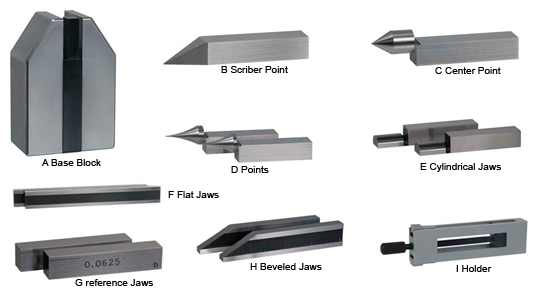 B Scriber Point
C Center Point
A Base Block
D Points
E Cylindrical Jaws
F Flat Jaws
0.0625
b
G reference Jaws
H Beveled Jaws
I Holder